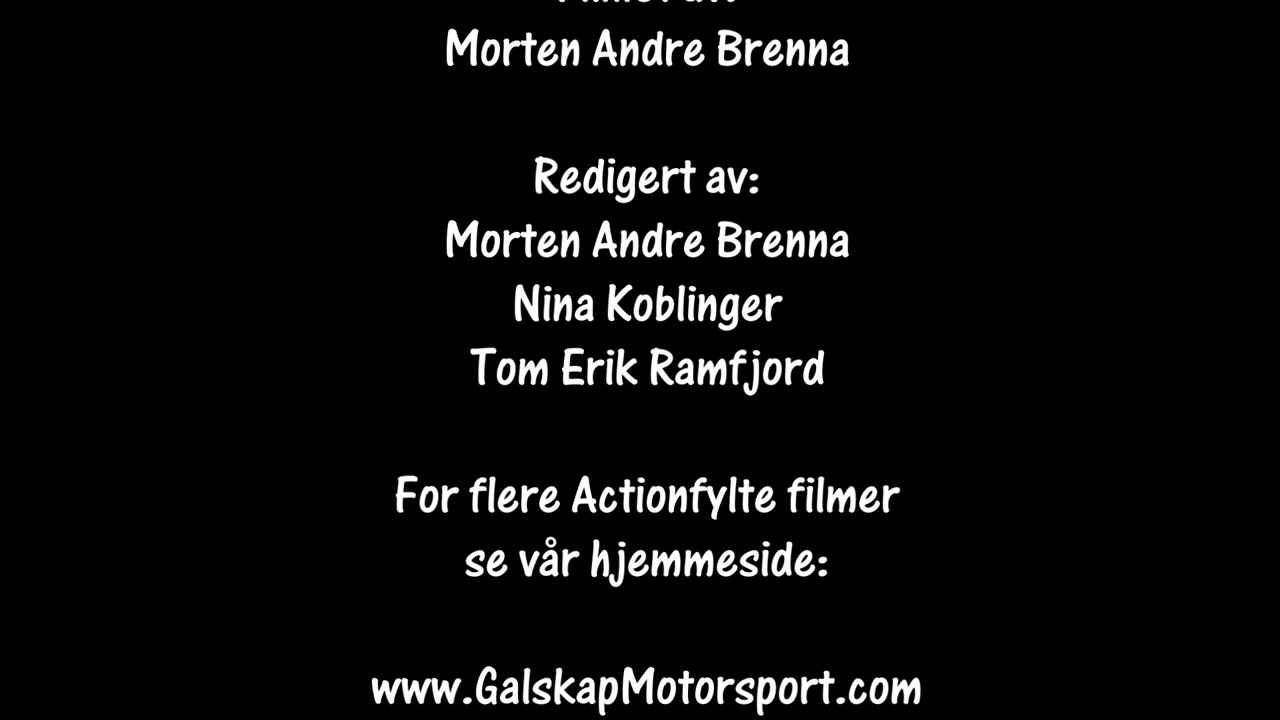 Morten Andre Brenna
Redigert av:
Morten Andre Brenna
Nina Koblinger
Tom Erik Ramfjord
For flere Actionfylte filmer
se vår hjemmeside:
www.GalskapMotorsport.com